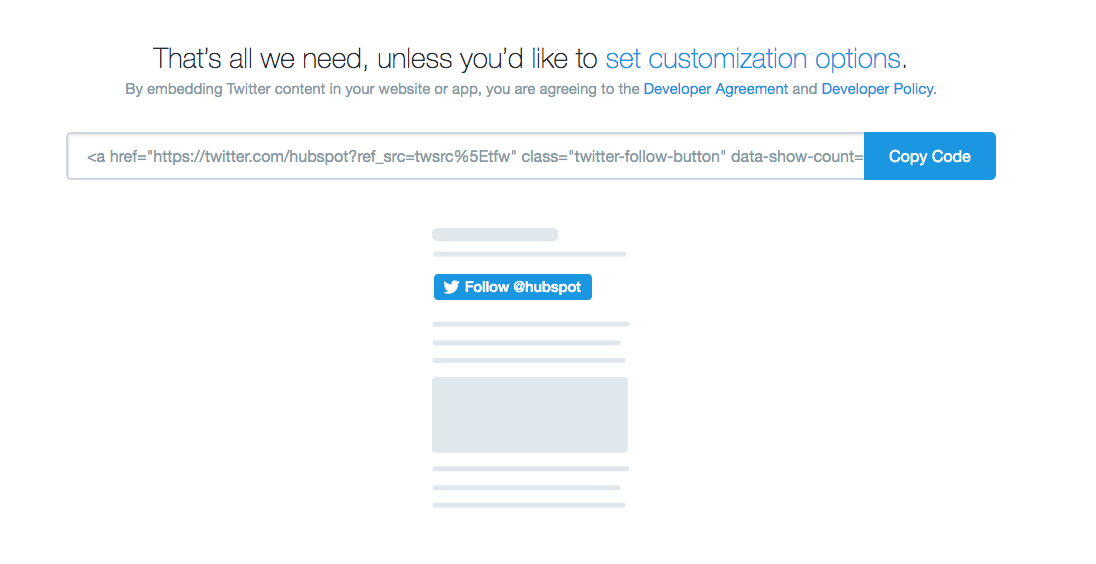 That's all we need, unless you'd like to set customization options.
By embedding Twitter content in your website or app, you are agreeing to the Developer Agreement and Developer Policy.
<a href="https://twitter.com/hubspot?ref_src=twsrc%5Etfw" class="twitter-follow-button" data-show-count= Copy Code
Follow @hubspot